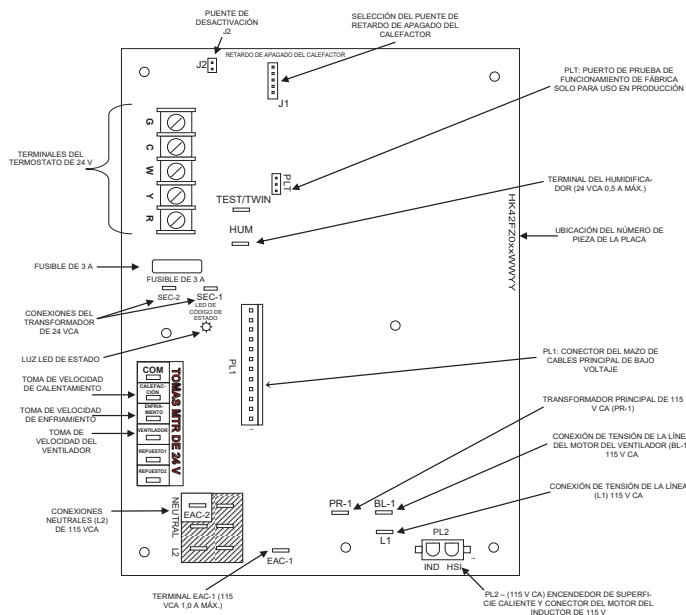 PUENTE DE
DESACTIVACIÓN
J2
SELECCIÓN DEL PUENTE DE
RETARDO DE APAGADO DEL
CALEFACTOR
RETARDO DE APAGADO DEL CALEFACTOR
J2
J1
PLT: PUERTO DE PRUEBA DE
FUNCIONAMIENTO DE FÁBRICA
SOLO PARA USO EN PRODUCCIÓN
TERMINALES DEL
TERMOSTATO DE 24 V
G
C
W
Y
R
PLT
TEST/TWIN
HUM
TERMINAL DEL HUMIDIFICA-
DOR (24 VCA 0,5 A MÁX.)
HK42FZ0xxWWYY
UBICACIÓN DEL NÚMERO DE
PIEZA DE LA PLACA
FUSIBLE DE 3 A
FUSIBLE DE 3 A
SEC-2
SEC-1
LED DE
CÓDIGO DE
ESTADO
CONEXIONES DEL
TRANSFORMADOR
DE 24 VCA
LUZ LED DE ESTADO
PL1
1
PL1: CONECTOR DEL MAZO DE
CABLES PRINCIPAL DE BAJO
VOLTAJE
TOMA DE VELOCIDAD
DE CALENTAMIENTO
TOMA DE VELOCIDAD
DE ENFRIAMIENTO
TOMA DE
VELOCIDAD DEL
VENTILADOR
COM
CALEFAC-
CIÓN
ENFRIA-
MIENTO
VENTILADOR
REPUESTO1
REPUESTO2
TOMAS MTR DE 24 V
TRANSFORMADOR PRINCIPAL DE 115
V CA (PR-1)
CONEXIÓN DE TENSIÓN DE LA LÍNEA
DEL MOTOR DEL VENTILADOR (BL-1)
115 V CA
CONEXIÓN DE TENSIÓN DE LA LÍNEA
(L1) 115 V CA
CONEXIONES
NEUTRALES (L2)
DE 115 VCA
NEUTRAL
L2
EAC-2
EAC-1
PR-1
BL-1
L1
PL2
1
IND
HSI
TERMINAL EAC-1 (115
VCA 1,0 A MÁX.)
PL2 – (115 V CA) ENCENDEDOR DE SUPERFI-
CIE CALIENTE Y CONECTOR DEL MOTOR DEL
INDUCTOR DE 115 V